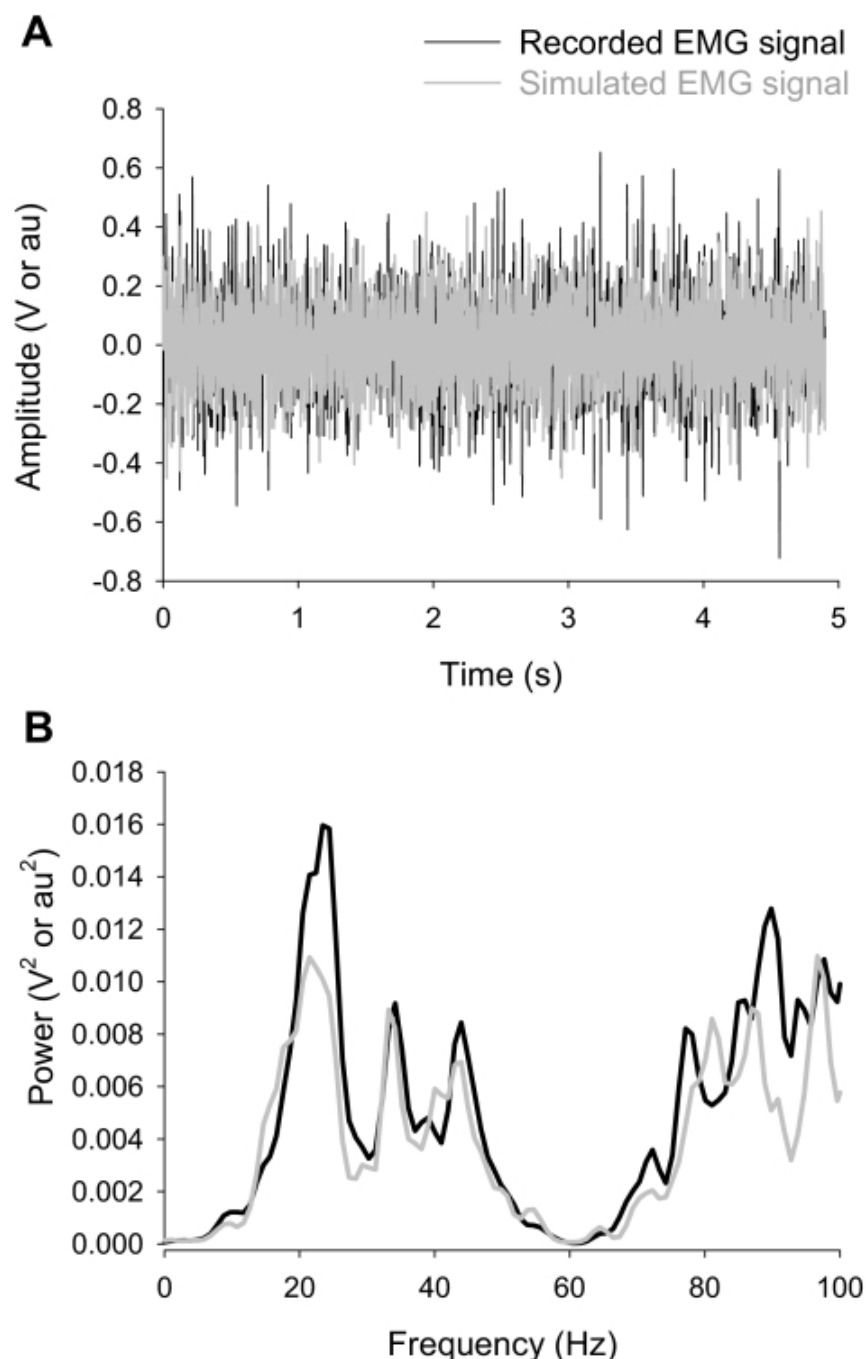 A
Recorded EMG signal
Simulated EMG signal
Amplitude (V or au)
0.8
0.6
0.4
0.2
0.0
-0.2
-0.4
-0.6
-0.8
0 1 2 3 4 5
Time (s)
B
Power (V² or au²)
0.018
0.016
0.014
0.012
0.010
0.008
0.006
0.004
0.002
0.000
0 20 40 60 80 100
Frequency (Hz)